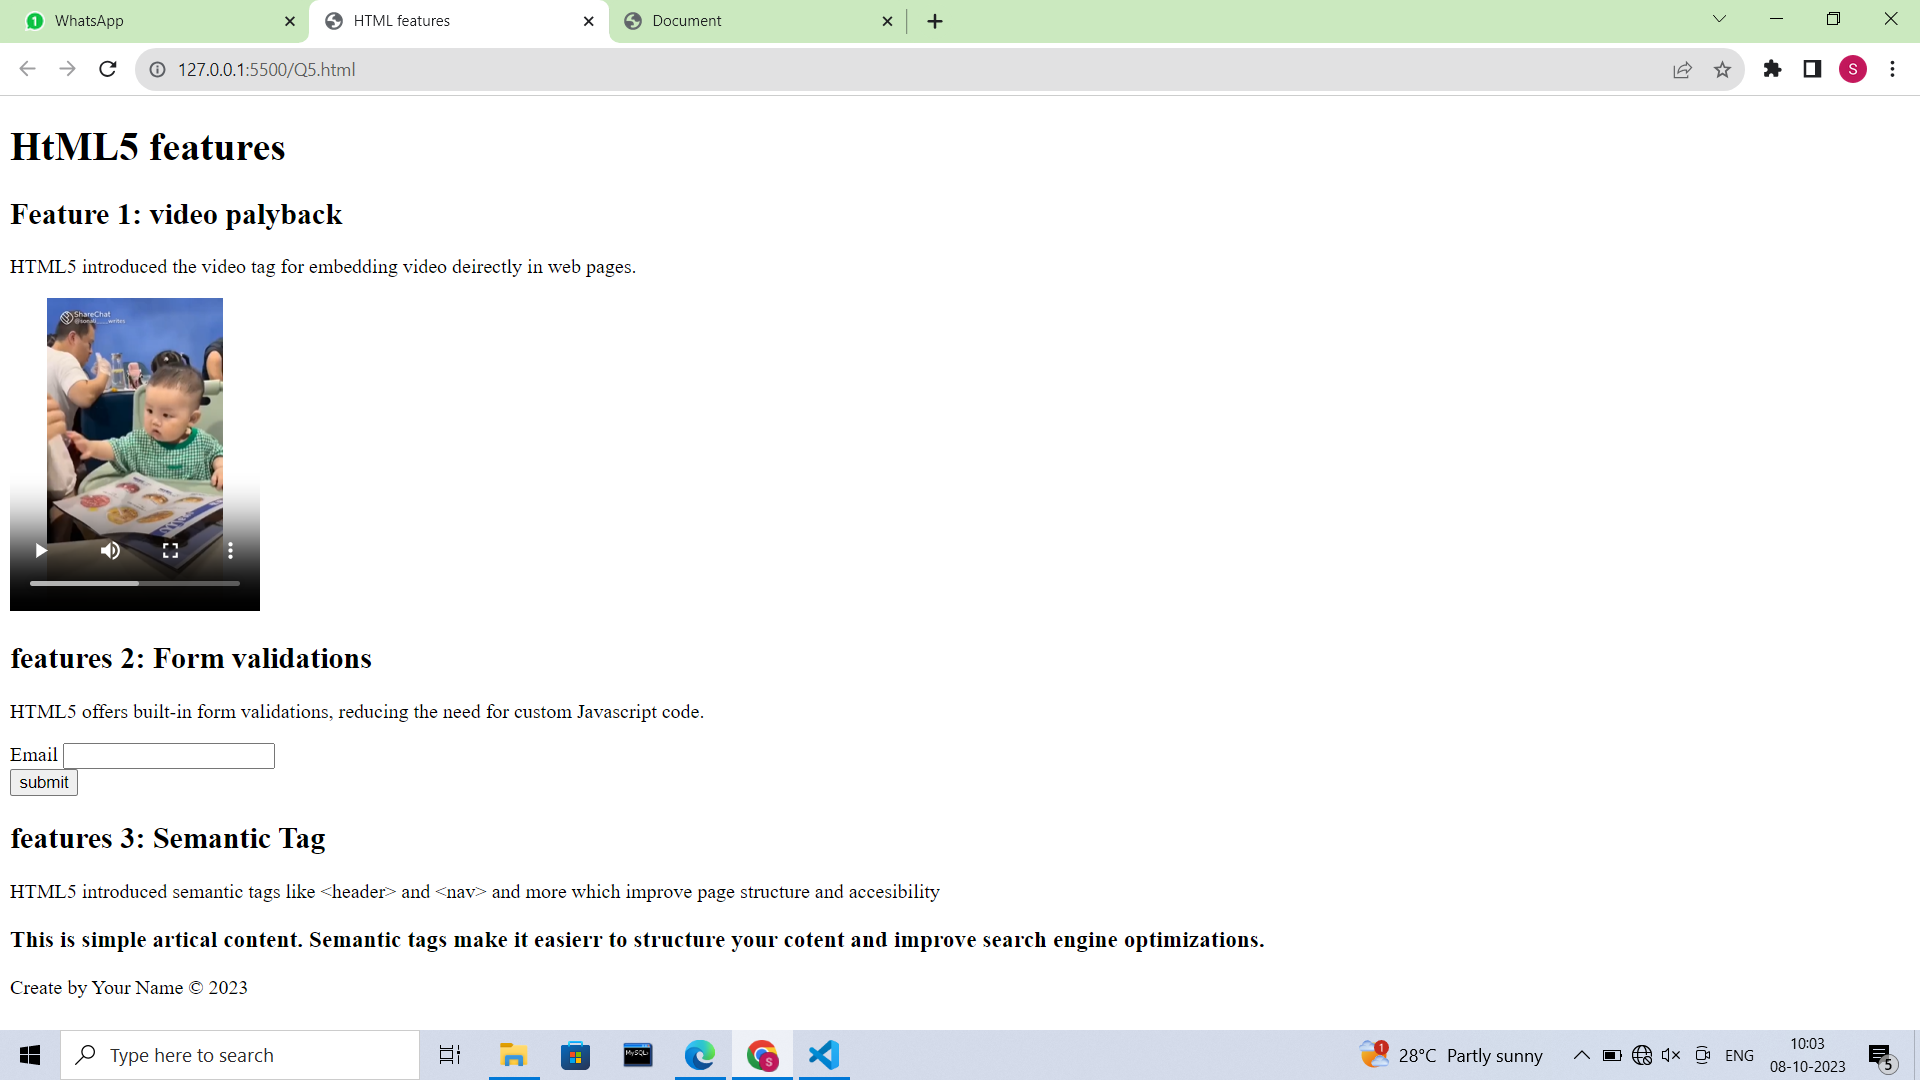 WhatsApp
HTML features
Document
127.0.0.1:5500/Q5.html
S
HtML5 features
Feature 1: video palyback
HTML5 introduced the video tag for embedding video deirectly in web pages.
ShareChat
features 2: Form validations
HTML5 offers built-in form validations, reducing the need for custom Javascript code.
Email
submit
features 3: Semantic Tag
HTML5 introduced semantic tags like <header> and <nav> and more which improve page structure and accesibility
This is simple artical content. Semantic tags make it easierr to structure your cotent and improve search engine optimizations.
Create by Your Name © 2023
Type here to search
MySQL
S
1
28°C Partly sunny
ENG
10:03
08-10-2023
5